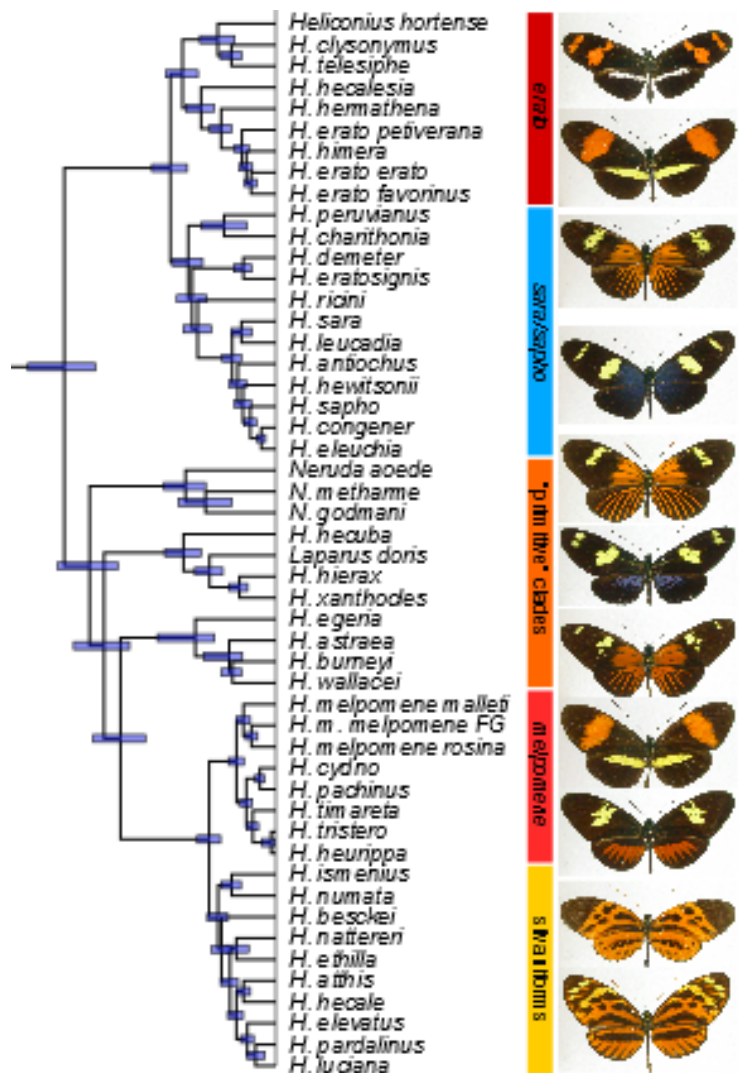 Heliconius hortense
H. clysonymus
H. telesiphe
H. hecalesia
H. hermathena
H. erato petiverana
H. himera
H. erato erato
H. erato favorinus
H. peruvianus
H. charithonia
H. demeter
H. eratosignis
H. ricini
H. sara
H. leucadia
H. antiochus
H. hewitsonii
H. sapho
H. congener
H. eleuchia
Neruda aoede
N. metharme
N. godmani
H. hecuba
Laparus doris
H. hierax
H. xanthocles
H. egeria
H. astraea
H. burneyi
H. wallacei
H. melpomene malleti
H. m. melpomene FG
H. melpomene rosina
H. cydno
H. pachinus
H. timareta
H. tristero
H. heurippa
H. ismenius
H. numata
H. besckei
H. nattereri
H. ethilla
H. atthis
H. hecale
H. elevatus
H. pardalinus
H. luciana
erato
sara/sapho
"primitive" clades
melpomene
silvaniforms